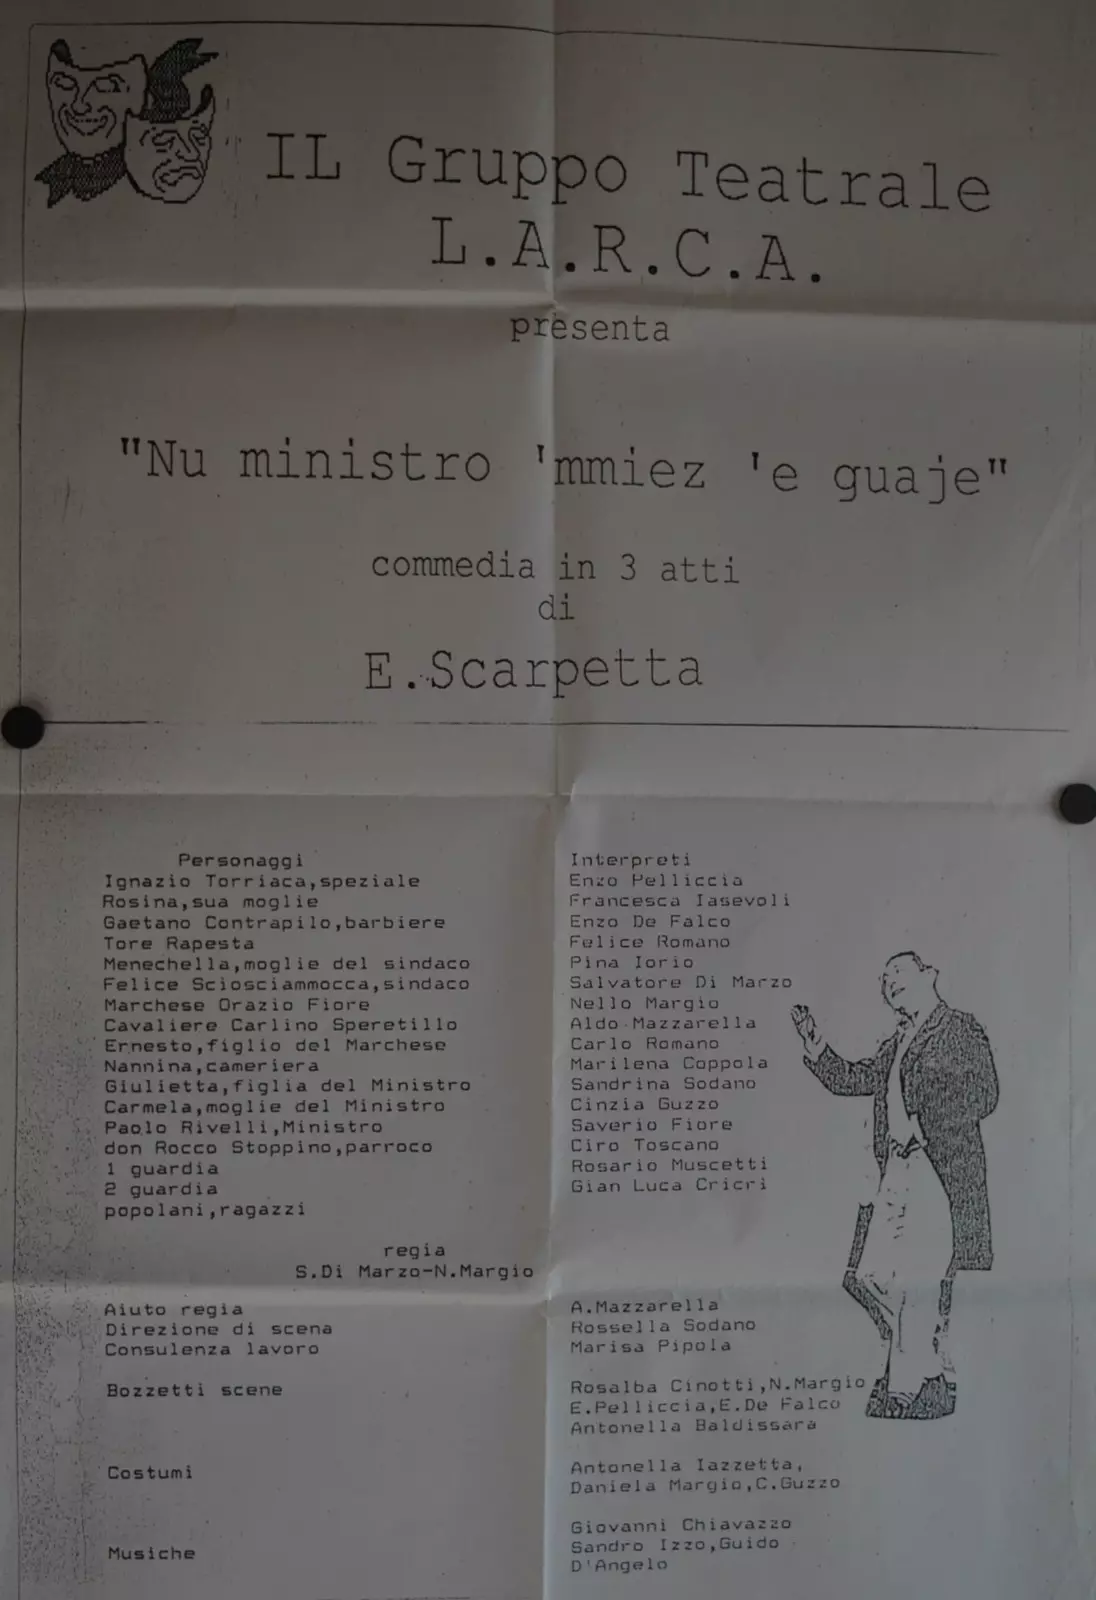 IL Gruppo Teatrale
L.A.R.C.A.
presenta
"Nu ministro 'mmiez 'e guaje"
commedia in 3 atti
di
E.Scarpetta
Personaggi
Ignazio Torriaca,speziale
Rosina,sua moglie
Gaetano Contrapilo,barbiere
Tore Rapesta
Menechella,moglie del sindaco
Felice Sciosciammocca,sindaco
Marchese Orazio Fiore
Cavaliere Carlino Speretillo
Ernesto,figlio del Marchese
Nannina,cameriera
Giulietta,figlia del Ministro
Carmela,moglie del Ministro
Paolo Rivelli,Ministro
don Rocco Stoppino,parroco
1 guardia
2 guardia
popolani,ragazzi
Interpreti
Enzo Pelliccia
Francesca Iasevoli
Enzo De Falco
Felice Romano
Pina Iorio
Salvatore Di Marzo
Nello Margio
Aldo Mazzarella
Carlo Romano
Marilena Coppola
Sandrina Sodano
Cinzia Guzzo
Saverio Fiore
Ciro Toscano
Rosario Muscetti
Gian Luca Cricrì
regia
S.Di Marzo-N.Margio
Aiuto regia
Direzione di scena
Consulenza lavoro
Bozzetti scene
Costumi
Musiche
A.Mazzarella
Rossella Sodano
Marisa Pipola
Rosalba Cinotti,N.Margio
E.Pelliccia,E.De Falco
Antonella Baldissara
Antonella Iazzetta,
Daniela Margio,C.Guzzo
Giovanni Chiavazzo
Sandro Izzo,Guido
D'Angelo